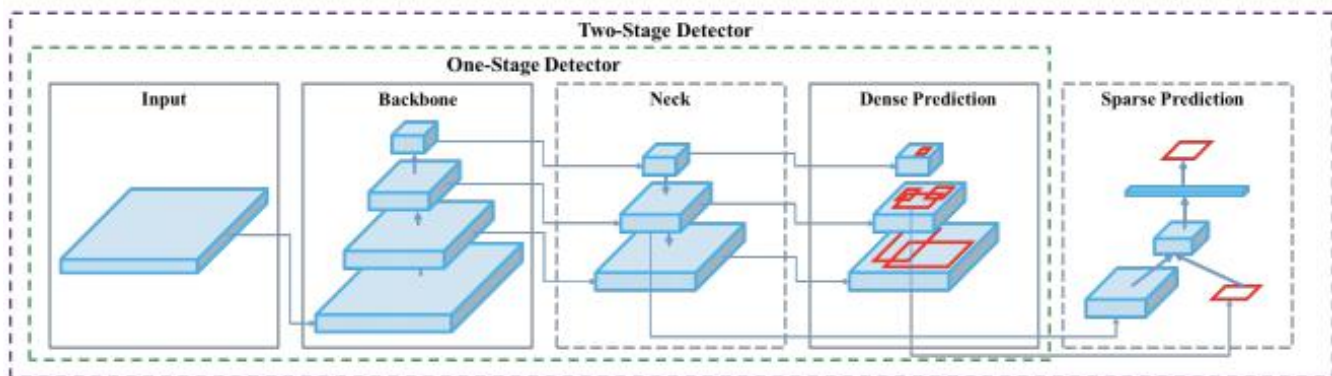 Two-Stage Detector
One-Stage Detector
Input
Backbone
Neck
Dense Prediction
Sparse Prediction